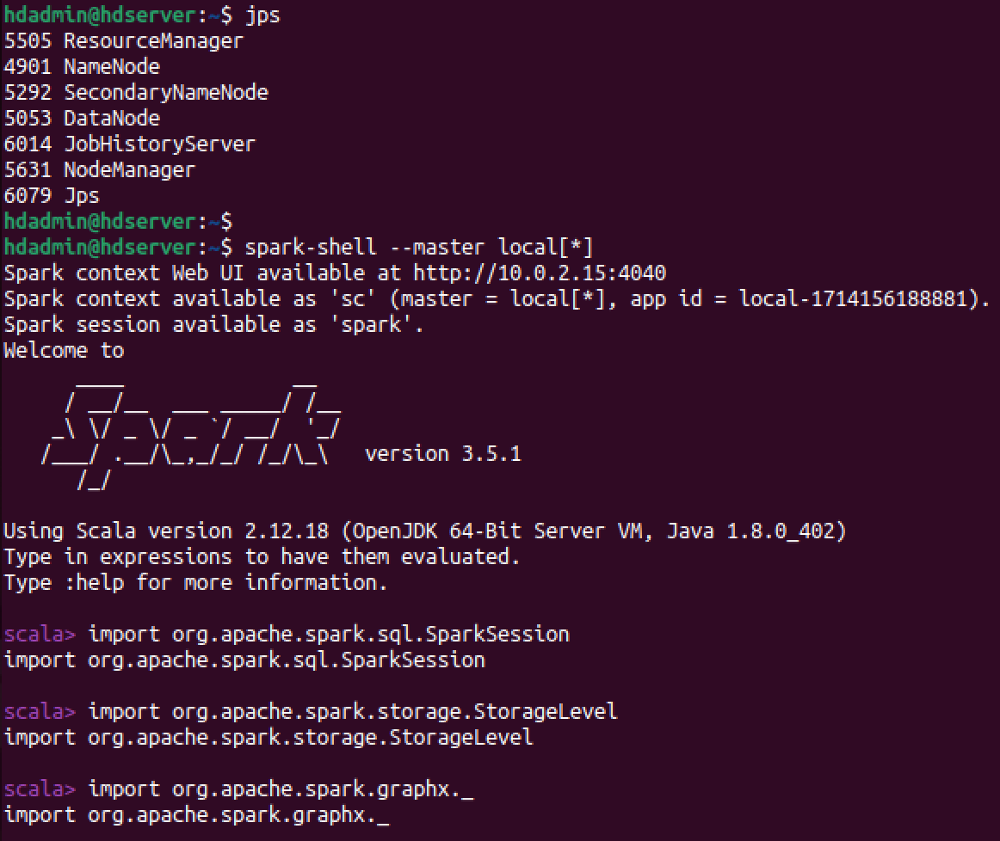 hdadmin@hdserver:~$ jps
5505 ResourceManager
4901 NameNode
5292 SecondaryNameNode
5053 DataNode
6014 JobHistoryServer
5631 NodeManager
6079 Jps
hdadmin@hdserver:~$
hdadmin@hdserver:~$ spark-shell --master local[*]
Spark context Web UI available at http://10.0.2.15:4040
Spark context available as 'sc' (master = local[*], app id = local-1714156188881).
Spark session available as 'spark'.
Welcome to
      ____              __
     / __/__  ___ _____/ /__
    _\ \/ _ \/ _ `/ __/  '_/
   /___/ .__/\_,_/_/ /_/\_\   version 3.5.1
      /_/
Using Scala version 2.12.18 (OpenJDK 64-Bit Server VM, Java 1.8.0_402)
Type in expressions to have them evaluated.
Type :help for more information.
scala> import org.apache.spark.sql.SparkSession
import org.apache.spark.sql.SparkSession
scala> import org.apache.spark.storage.StorageLevel
import org.apache.spark.storage.StorageLevel
scala> import org.apache.spark.graphx._
import org.apache.spark.graphx._